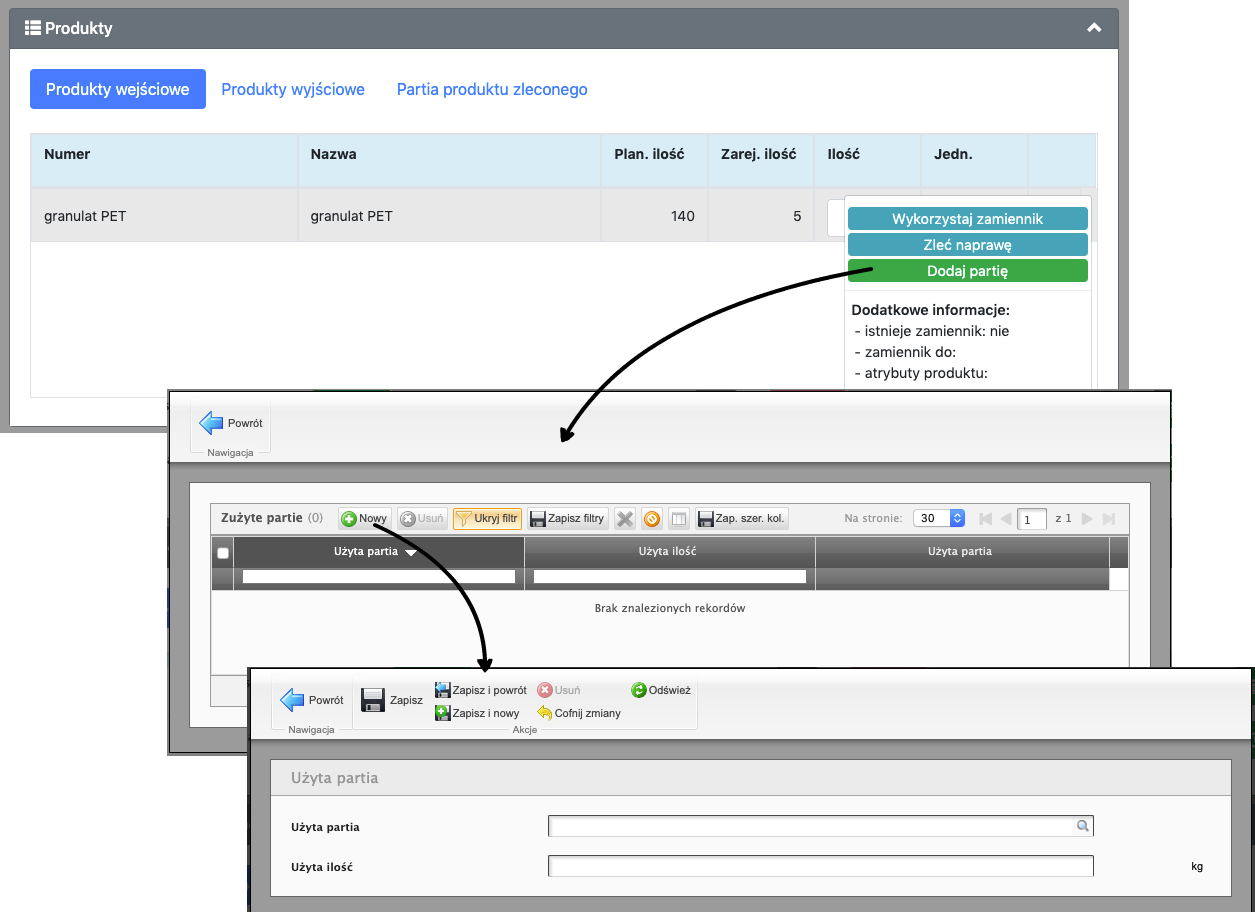 Produkty
Produkty wejściowe Produkty wyjściowe Partia produktu zleconego
Numer Nazwa Plan. ilość Zarej. ilość Ilość Jedn.
granulat PET granulat PET 140 5
Wykorzystaj zamiennik
Zleć naprawę
Dodaj partię
Dodatkowe informacje:
- istnieje zamiennik: nie
- zamiennik do:
- atrybuty produktu:
Powrót
Nawigacja
Zużyte partie (0) Nowy Usuń Ukryj filtr Zapisz filtry Zap. szer. kol. Na stronie: 30 1 z 1
Użyta partia Użyta ilość Użyta partia
Brak znalezionych rekordów
Powrót Zapisz Zapisz i powrót Usuń Odśwież
Zapisz i nowy Cofnij zmiany
Nawigacja Akcje
Użyta partia
Użyta partia
Użyta ilość kg